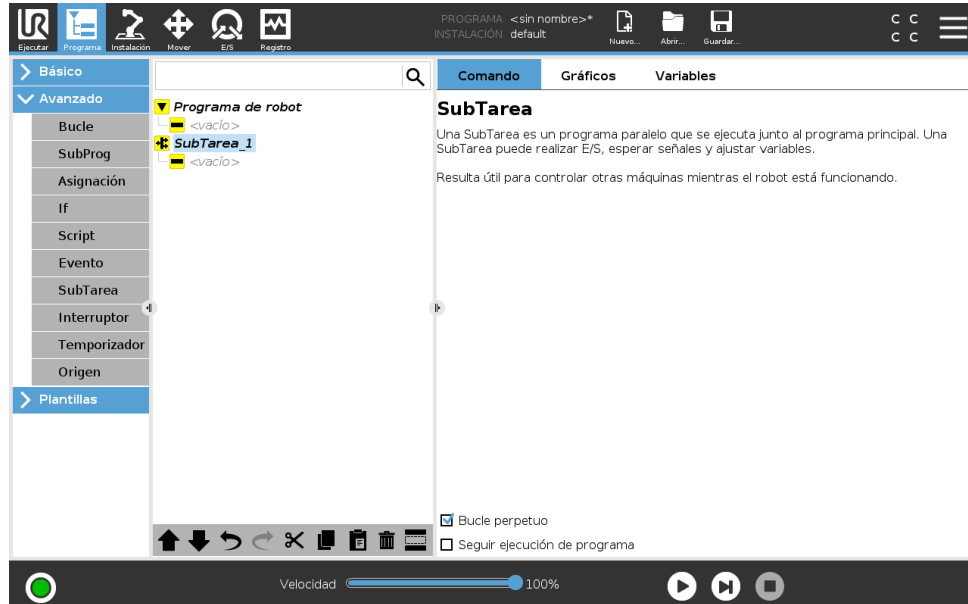 UR
PROGRAMA <sin nombre>*
INSTALACIÓN default
C C
C C
Ejecutar Programa Instalación Mover E/S Registro
Nuevo... Abrir... Guardar...
Básico
Avanzado
Bucle
SubProg
Asignación
If
Script
Evento
SubTarea
Interruptor
Temporizador
Origen
Plantillas
Programa de robot
<vacío>
SubTarea_1
<vacío>
Comando Gráficos Variables
SubTarea
Una SubTarea es un programa paralelo que se ejecuta junto al programa principal. Una
SubTarea puede realizar E/S, esperar señales y ajustar variables.
Resulta útil para controlar otras máquinas mientras el robot está funcionando.
Bucle perpetuo
Seguir ejecución de programa
Velocidad 100%